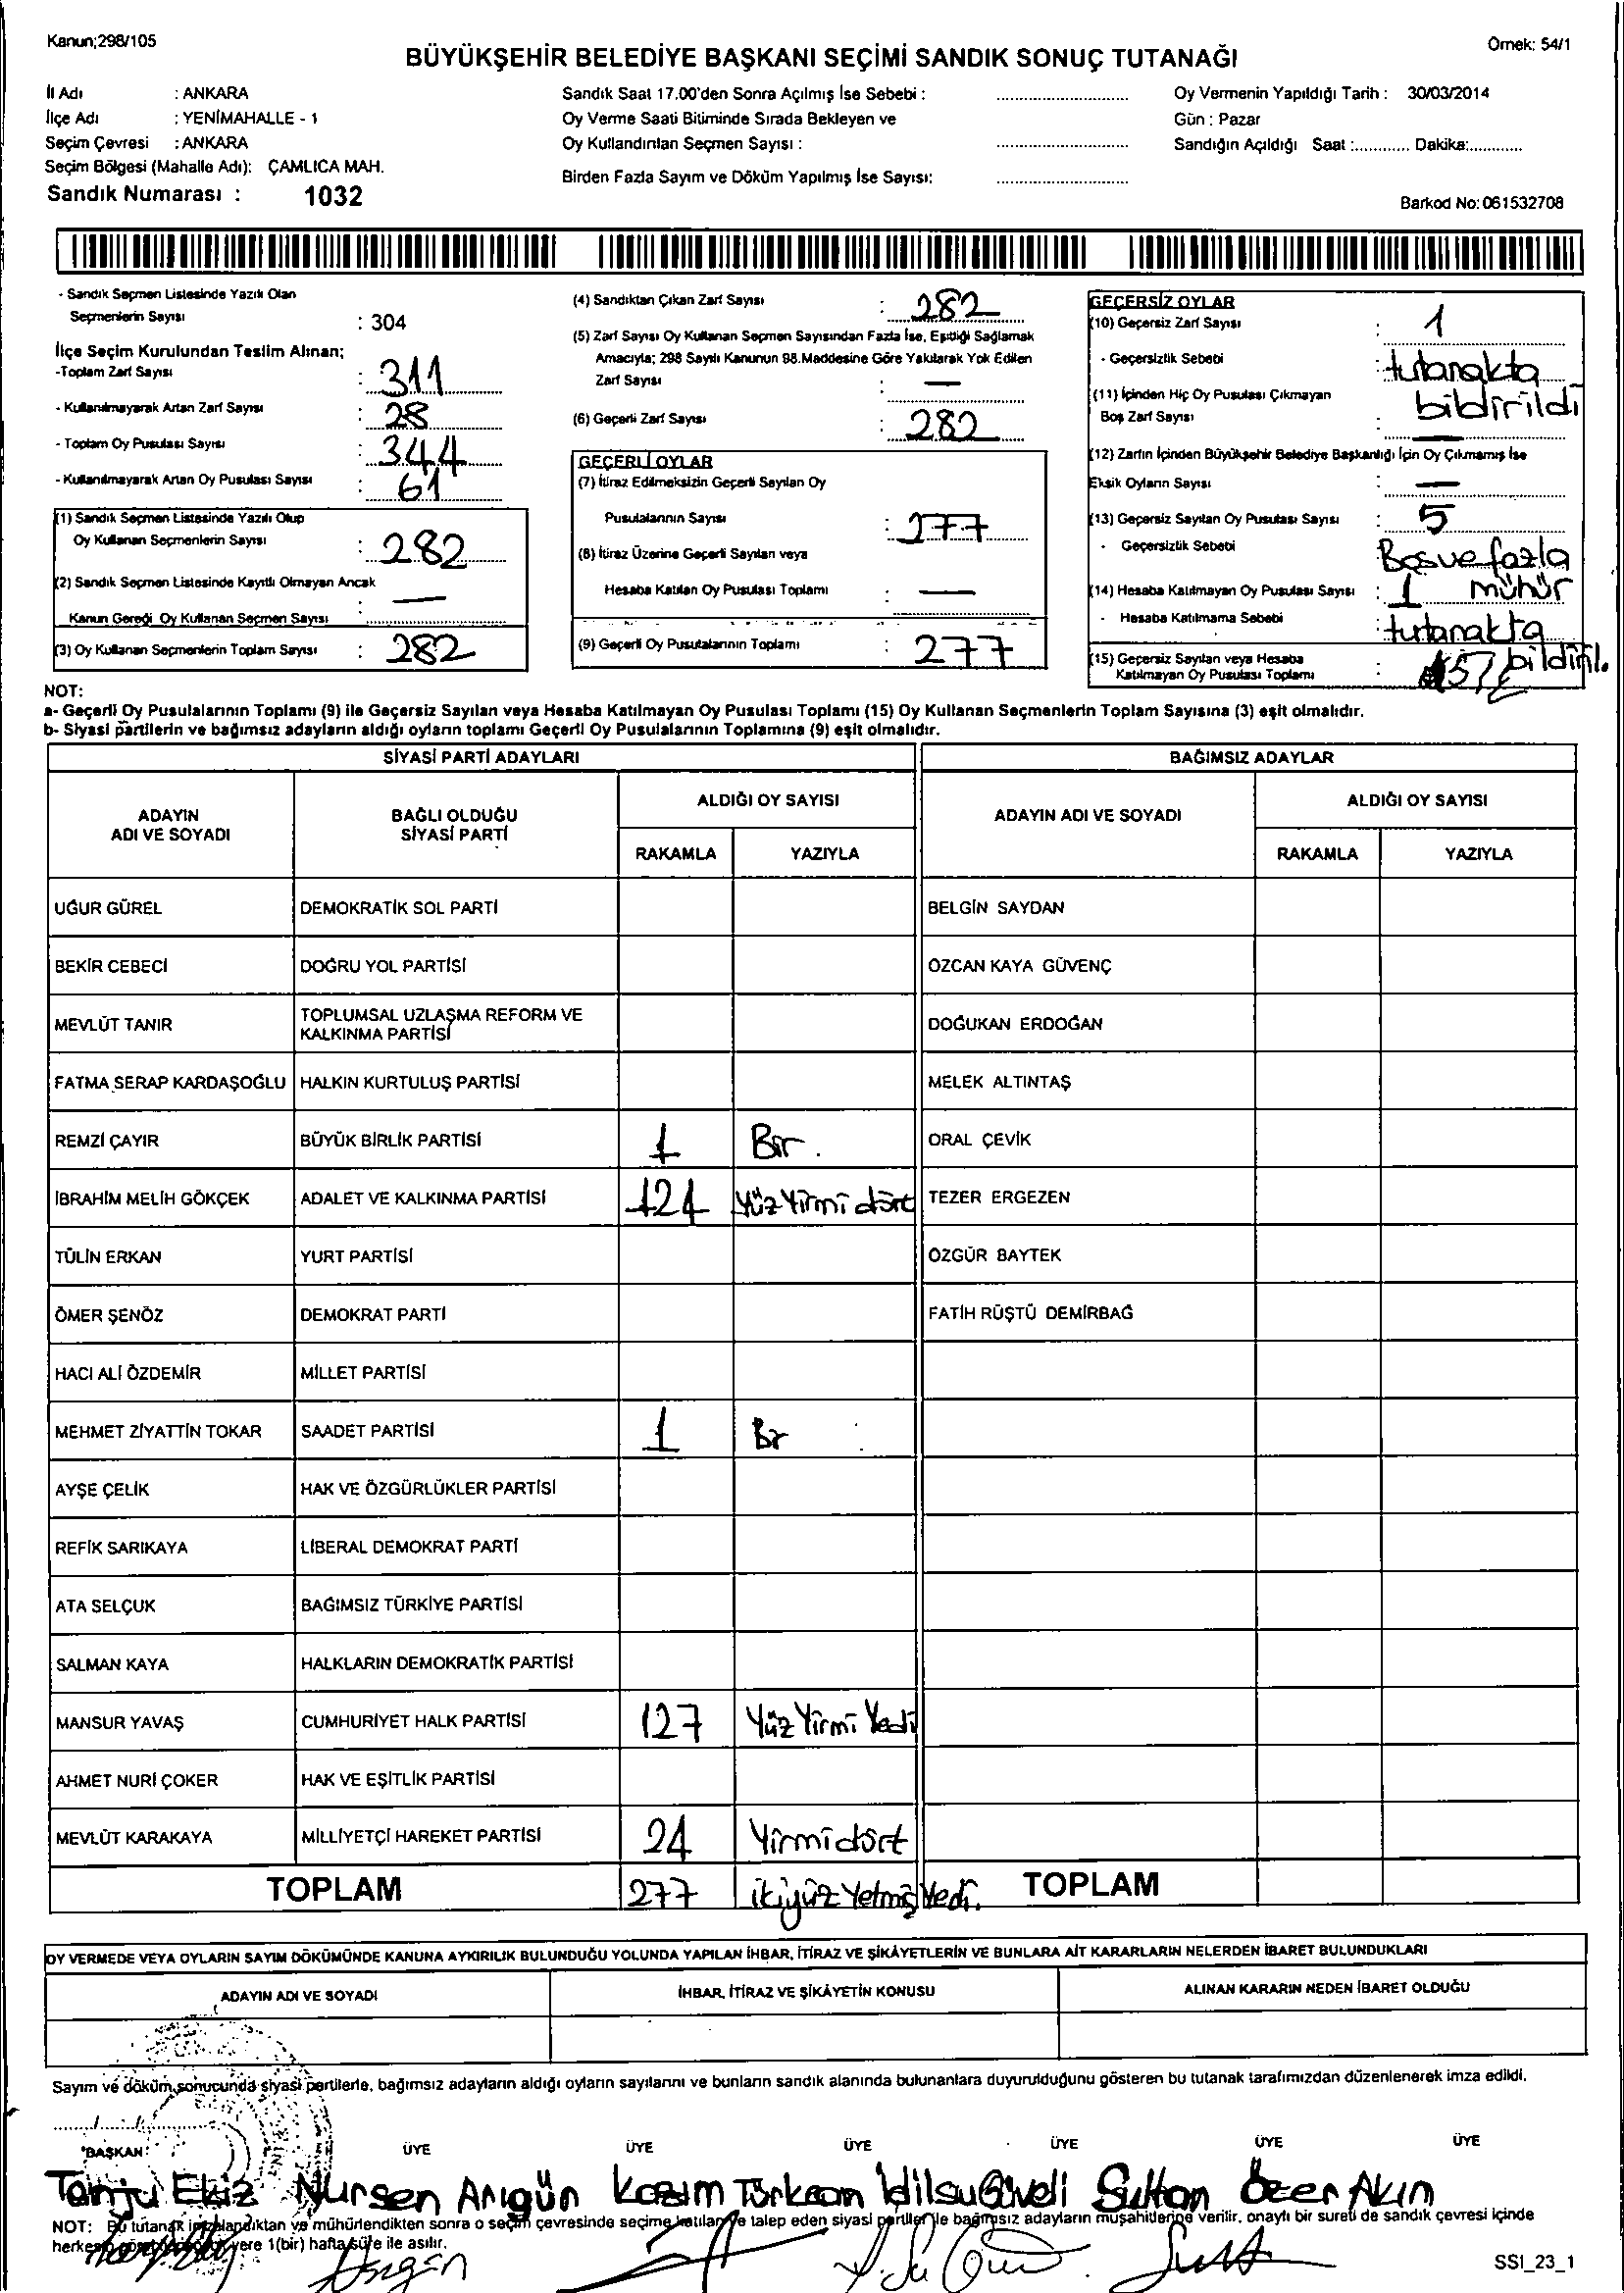 Kanun;298/105
Örnek: 54/1
BÜYÜKŞEHİR BELEDİYE BAŞKANI SEÇİMİ SANDIK SONUÇ TUTANAĞI
İl Adı : ANKARA
İlçe Adı : YENİMAHALLE - 1
Seçim Çevresi : ANKARA
Seçim Bölgesi (Mahalle Adı): ÇAMLICA MAH.
Sandık Numarası : 1032
Sandık Saat 17.00'den Sonra Açılmış İse Sebebi : ..............................
Oy Verme Saati Bitiminde Sırada Bekleyen ve
Oy Kullandırılan Seçmen Sayısı : ..............................
Birden Fazla Sayım ve Döküm Yapılmış İse Sayısı: ..............................
Oy Vermenin Yapıldığı Tarih : 30/03/2014
Gün : Pazar
Sandığın Açıldığı Saat :............ Dakika:............
Barkod No: 061532708
- Sandık Seçmen Listesinde Yazılı Olan
Seçmenlerin Sayısı : 304
İlçe Seçim Kurulundan Teslim Alınan;
-Toplam Zarf Sayısı : 311
- Kullanılmayarak Artan Zarf Sayısı : 28
- Toplam Oy Pusulası Sayısı : 344
- Kullanılmayarak Artan Oy Pusulası Sayısı : 61
(1) Sandık Seçmen Listesinde Yazılı Olup
Oy Kullanan Seçmenlerin Sayısı : 282
(2) Sandık Seçmen Listesinde Kayıtlı Olmayan Ancak
Kanun Gereği Oy Kullanan Seçmen Sayısı : —
(3) Oy Kullanan Seçmenlerin Toplam Sayısı : 282
(4) Sandıktan Çıkan Zarf Sayısı : 282
(5) Zarf Sayısı Oy Kullanan Seçmen Sayısından Fazla İse, Eşitliği Sağlamak
Amacıyla; 298 Sayılı Kanunun 98.Maddesine Göre Yakılarak Yok Edilen
Zarf Sayısı : —
(6) Geçerli Zarf Sayısı : 282
GEÇERLİ OYLAR
(7) İtiraz Edilmeksizin Geçerli Sayılan Oy
Pusulalarının Sayısı : 277
(8) İtiraz Üzerine Geçerli Sayılan veya
Hesaba Katılan Oy Pusulası Toplamı : —
(9) Geçerli Oy Pusulalarının Toplamı : 277
GEÇERSİZ OYLAR
(10) Geçersiz Zarf Sayısı : 1
- Geçersizlik Sebebi : tutanakta
bildirildi
(11) İçinden Hiç Oy Pusulası Çıkmayan
Boş Zarf Sayısı : —
(12) Zarfın İçinden Büyükşehir Belediye Başkanlığı İçin Oy Çıkmamış İse
Eksik Oyların Sayısı : —
(13) Geçersiz Sayılan Oy Pusulası Sayısı : 5
- Geçersizlik Sebebi Boş ve fazla
mühür
(14) Hesaba Katılmayan Oy Pusulası Sayısı : 1
- Hesaba Katılmama Sebebi : tutanakta
bildiril.
(15) Geçersiz Sayılan veya Hesaba
Katılmayan Oy Pusulası Toplamı : 5
NOT:
a- Geçerli Oy Pusulalarının Toplamı (9) ile Geçersiz Sayılan veya Hesaba Katılmayan Oy Pusulası Toplamı (15) Oy Kullanan Seçmenlerin Toplam Sayısına (3) eşit olmalıdır.
b- Siyasi partilerin ve bağımsız adayların aldığı oyların toplamı Geçerli Oy Pusulalarının Toplamına (9) eşit olmalıdır.
SİYASİ PARTİ ADAYLARI BAĞIMSIZ ADAYLAR
ADAYIN ADI VE SOYADI BAĞLI OLDUĞU SİYASİ PARTİ ALDIĞI OY SAYISI ADAYIN ADI VE SOYADI ALDIĞI OY SAYISI
RAKAMLA YAZIYLA RAKAMLA YAZIYLA
UĞUR GÜREL DEMOKRATİK SOL PARTİ BELGİN SAYDAN
BEKİR CEBECİ DOĞRU YOL PARTİSİ ÖZCAN KAYA GÜVENÇ
MEVLÜT TANIR TOPLUMSAL UZLAŞMA REFORM VE KALKINMA PARTİSİ DOĞUKAN ERDOĞAN
FATMA SERAP KARDAŞOĞLU HALKIN KURTULUŞ PARTİSİ MELEK ALTINTAŞ
REMZİ ÇAYIR BÜYÜK BİRLİK PARTİSİ 1 Bir. ORAL ÇEVİK
İBRAHİM MELİH GÖKÇEK ADALET VE KALKINMA PARTİSİ 124 Yüz Yirmi dört TEZER ERGEZEN
TÜLİN ERKAN YURT PARTİSİ ÖZGÜR BAYTEK
ÖMER ŞENÖZ DEMOKRAT PARTİ FATİH RÜŞTÜ DEMİRBAĞ
HACI ALİ ÖZDEMİR MİLLET PARTİSİ
MEHMET ZİYATTİN TOKAR SAADET PARTİSİ 1 Bir
AYŞE ÇELİK HAK VE ÖZGÜRLÜKLER PARTİSİ
REFİK SARIKAYA LİBERAL DEMOKRAT PARTİ
ATA SELÇUK BAĞIMSIZ TÜRKİYE PARTİSİ
SALMAN KAYA HALKLARIN DEMOKRATİK PARTİSİ
MANSUR YAVAŞ CUMHURİYET HALK PARTİSİ 127 Yüz Yirmi Yedi
AHMET NURİ ÇOKER HAK VE EŞİTLİK PARTİSİ
MEVLÜT KARAKAYA MİLLİYETÇİ HAREKET PARTİSİ 24 Yirmi dört
TOPLAM 277 ikiyüz Yetmiş Yedi. TOPLAM
OY VERMEDE VEYA OYLARIN SAYIM DÖKÜMÜNDE KANUNA AYKIRILIK BULUNDUĞU YOLUNDA YAPILAN İHBAR, İTİRAZ VE ŞİKÂYETLERİN VE BUNLARA AİT KARARLARIN NELERDEN İBARET BULUNDUKLARI
ADAYIN ADI VE SOYADI İHBAR, İTİRAZ VE ŞİKÂYETİN KONUSU ALINAN KARARIN NEDEN İBARET OLDUĞU
Sayım ve döküm sonucunda siyasi partilerle, bağımsız adayların aldığı oyların sayılarını ve bunların sandık alanında bulunanlara duyurulduğunu gösteren bu tutanak tarafımızdan düzenlenerek imza edildi.
....../....../......
BAŞKAN ÜYE ÜYE ÜYE ÜYE ÜYE ÜYE
Tanju Ekiz Nursen Arıgün Kazım Türkcan İdilsu Güveli Sultan Özer Akın
NOT: Bu tutanak imzalandıktan ve mühürlendikten sonra o seçim çevresinde seçime katılan ve talep eden siyasi partiler ile bağımsız adayların müşahitlerine verilir, onaylı bir sureti de sandık çevresi içinde
yere 1(bir) hafta süre ile asılır.
SSI_23_1